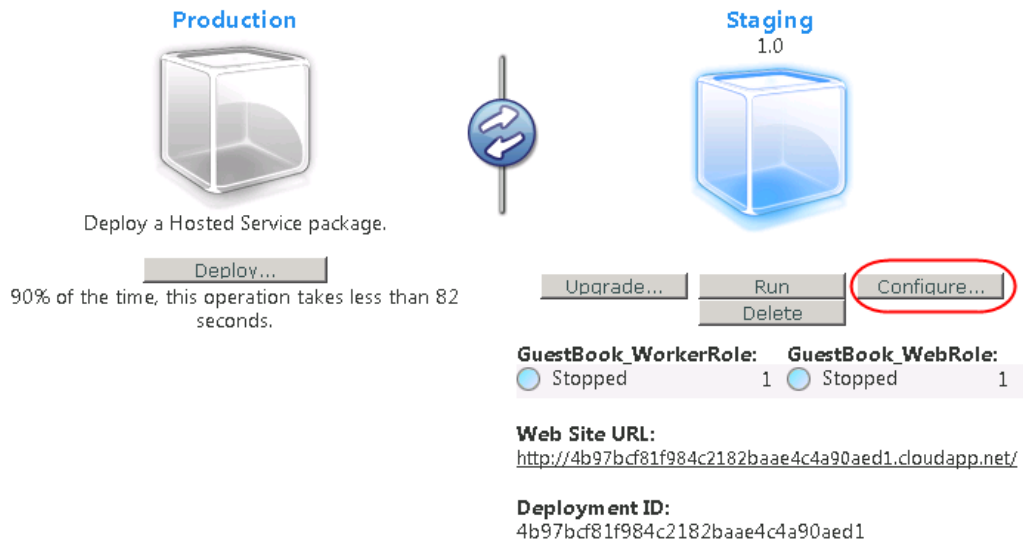 Production
Deploy a Hosted Service package.
Deploy...
90% of the time, this operation takes less than 82
seconds.
Staging
1.0
Upgrade...
Run
Configure...
Delete
GuestBook_WorkerRole:
Stopped 1
GuestBook_WebRole:
Stopped 1
Web Site URL:
http://4b97bcf81f984c2182baae4c4a90aed1.cloudapp.net/
Deployment ID:
4b97bcf81f984c2182baae4c4a90aed1